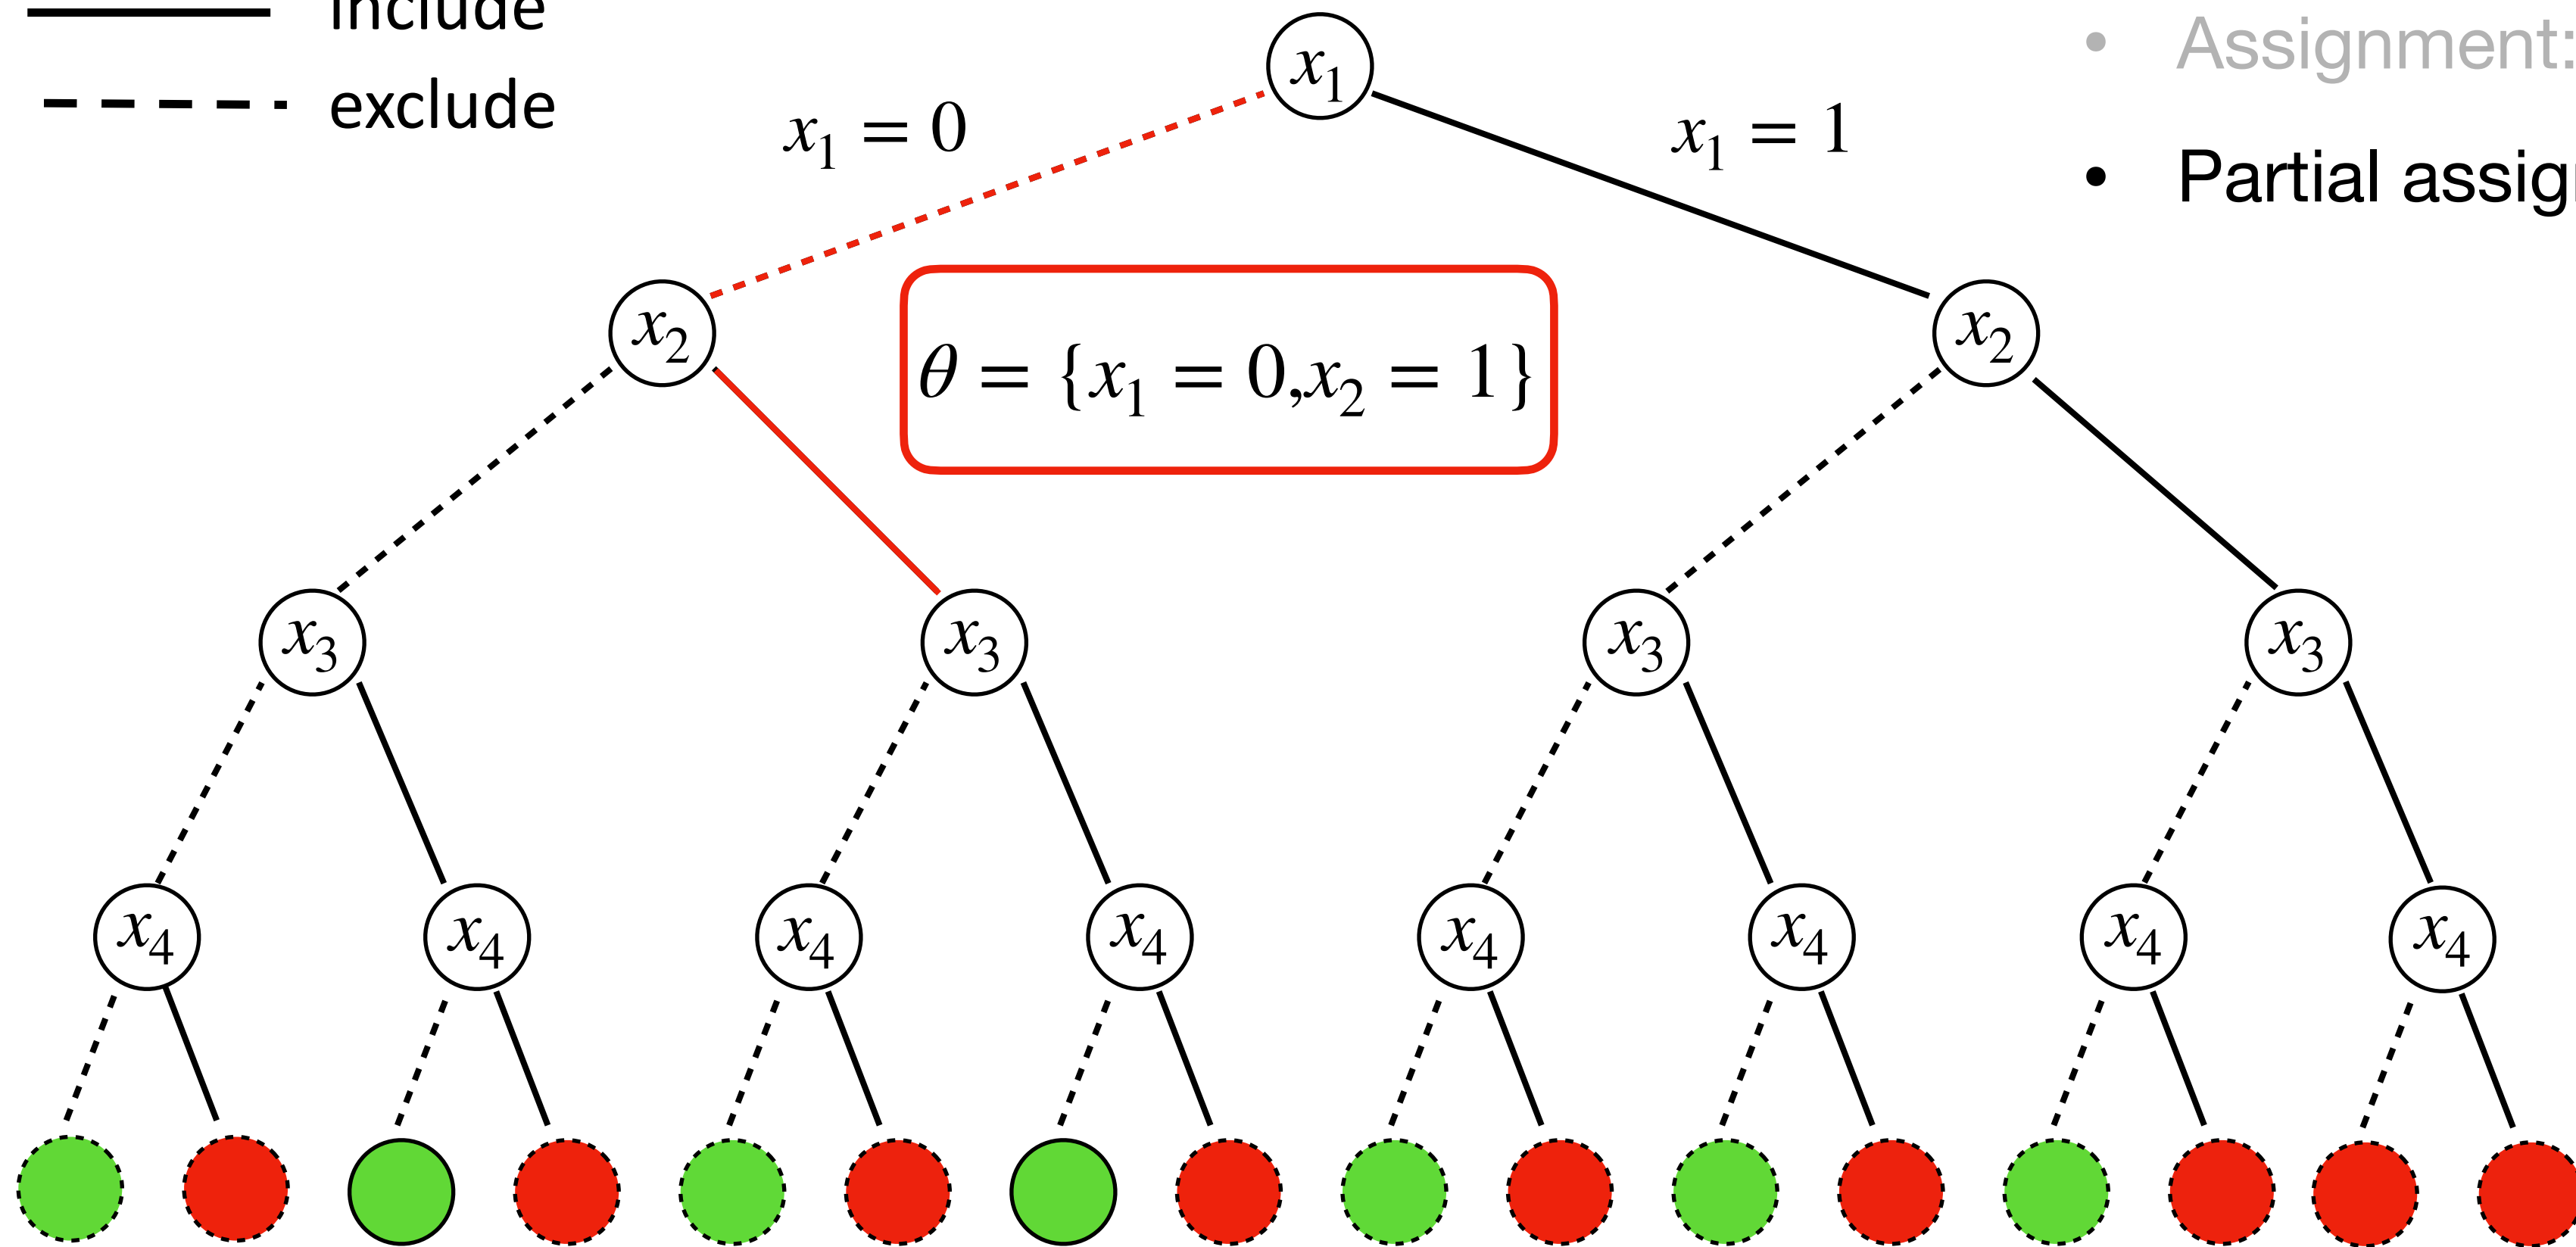 include
exclude
x₁
x₁ = 0
x₁ = 1
• Assignment:
• Partial
x₂
x₂
θ = {x₁ = 0,x₂ = 1}
x₃
x₃
x₃
x₃
x₄
x₄
x₄
x₄
x₄
x₄
x₄
x₄